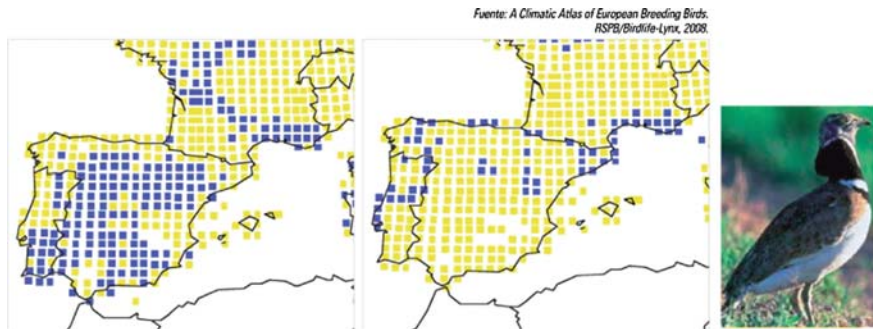 Fuente: A Climatic Atlas of European Breeding Birds.
RSPB/Birdlife-Lynx, 2008.